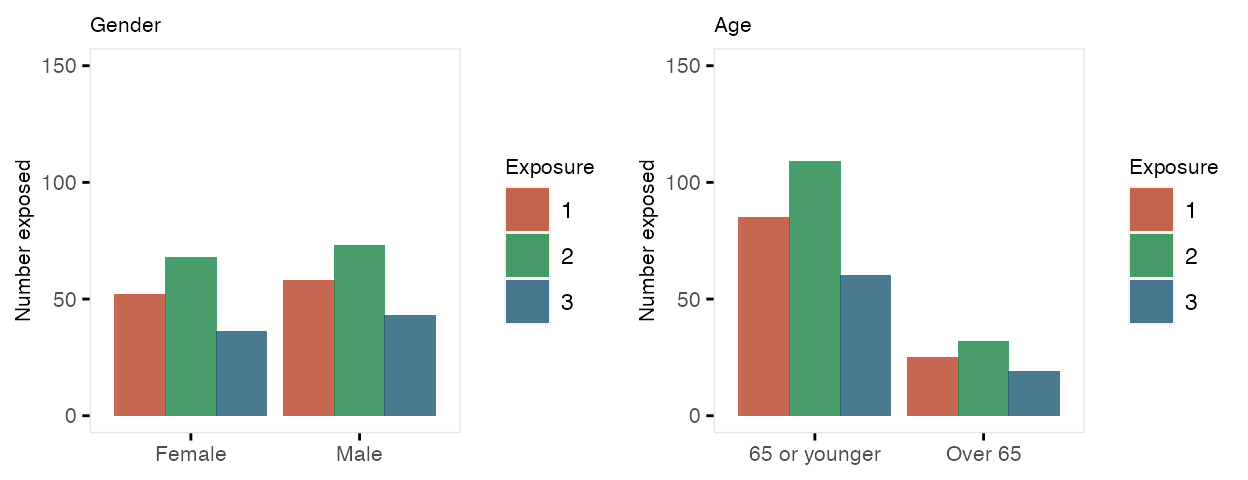 Gender
150
100
50
0
Number exposed
Female Male
Exposure
1
2
3
Age
150
100
50
0
Number exposed
65 or younger Over 65
Exposure
1
2
3